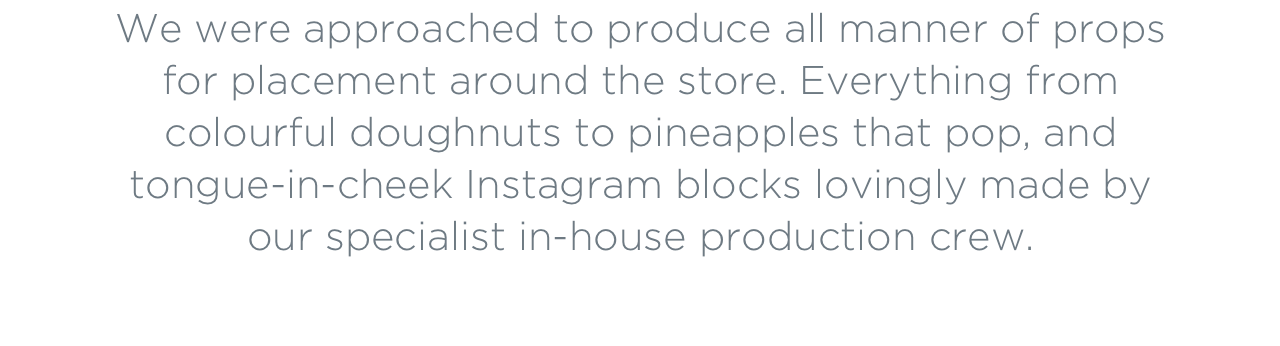 We were approached to produce all manner of props
for placement around the store. Everything from
colourful doughnuts to pineapples that pop, and
tongue-in-cheek Instagram blocks lovingly made by
our specialist in-house production crew.